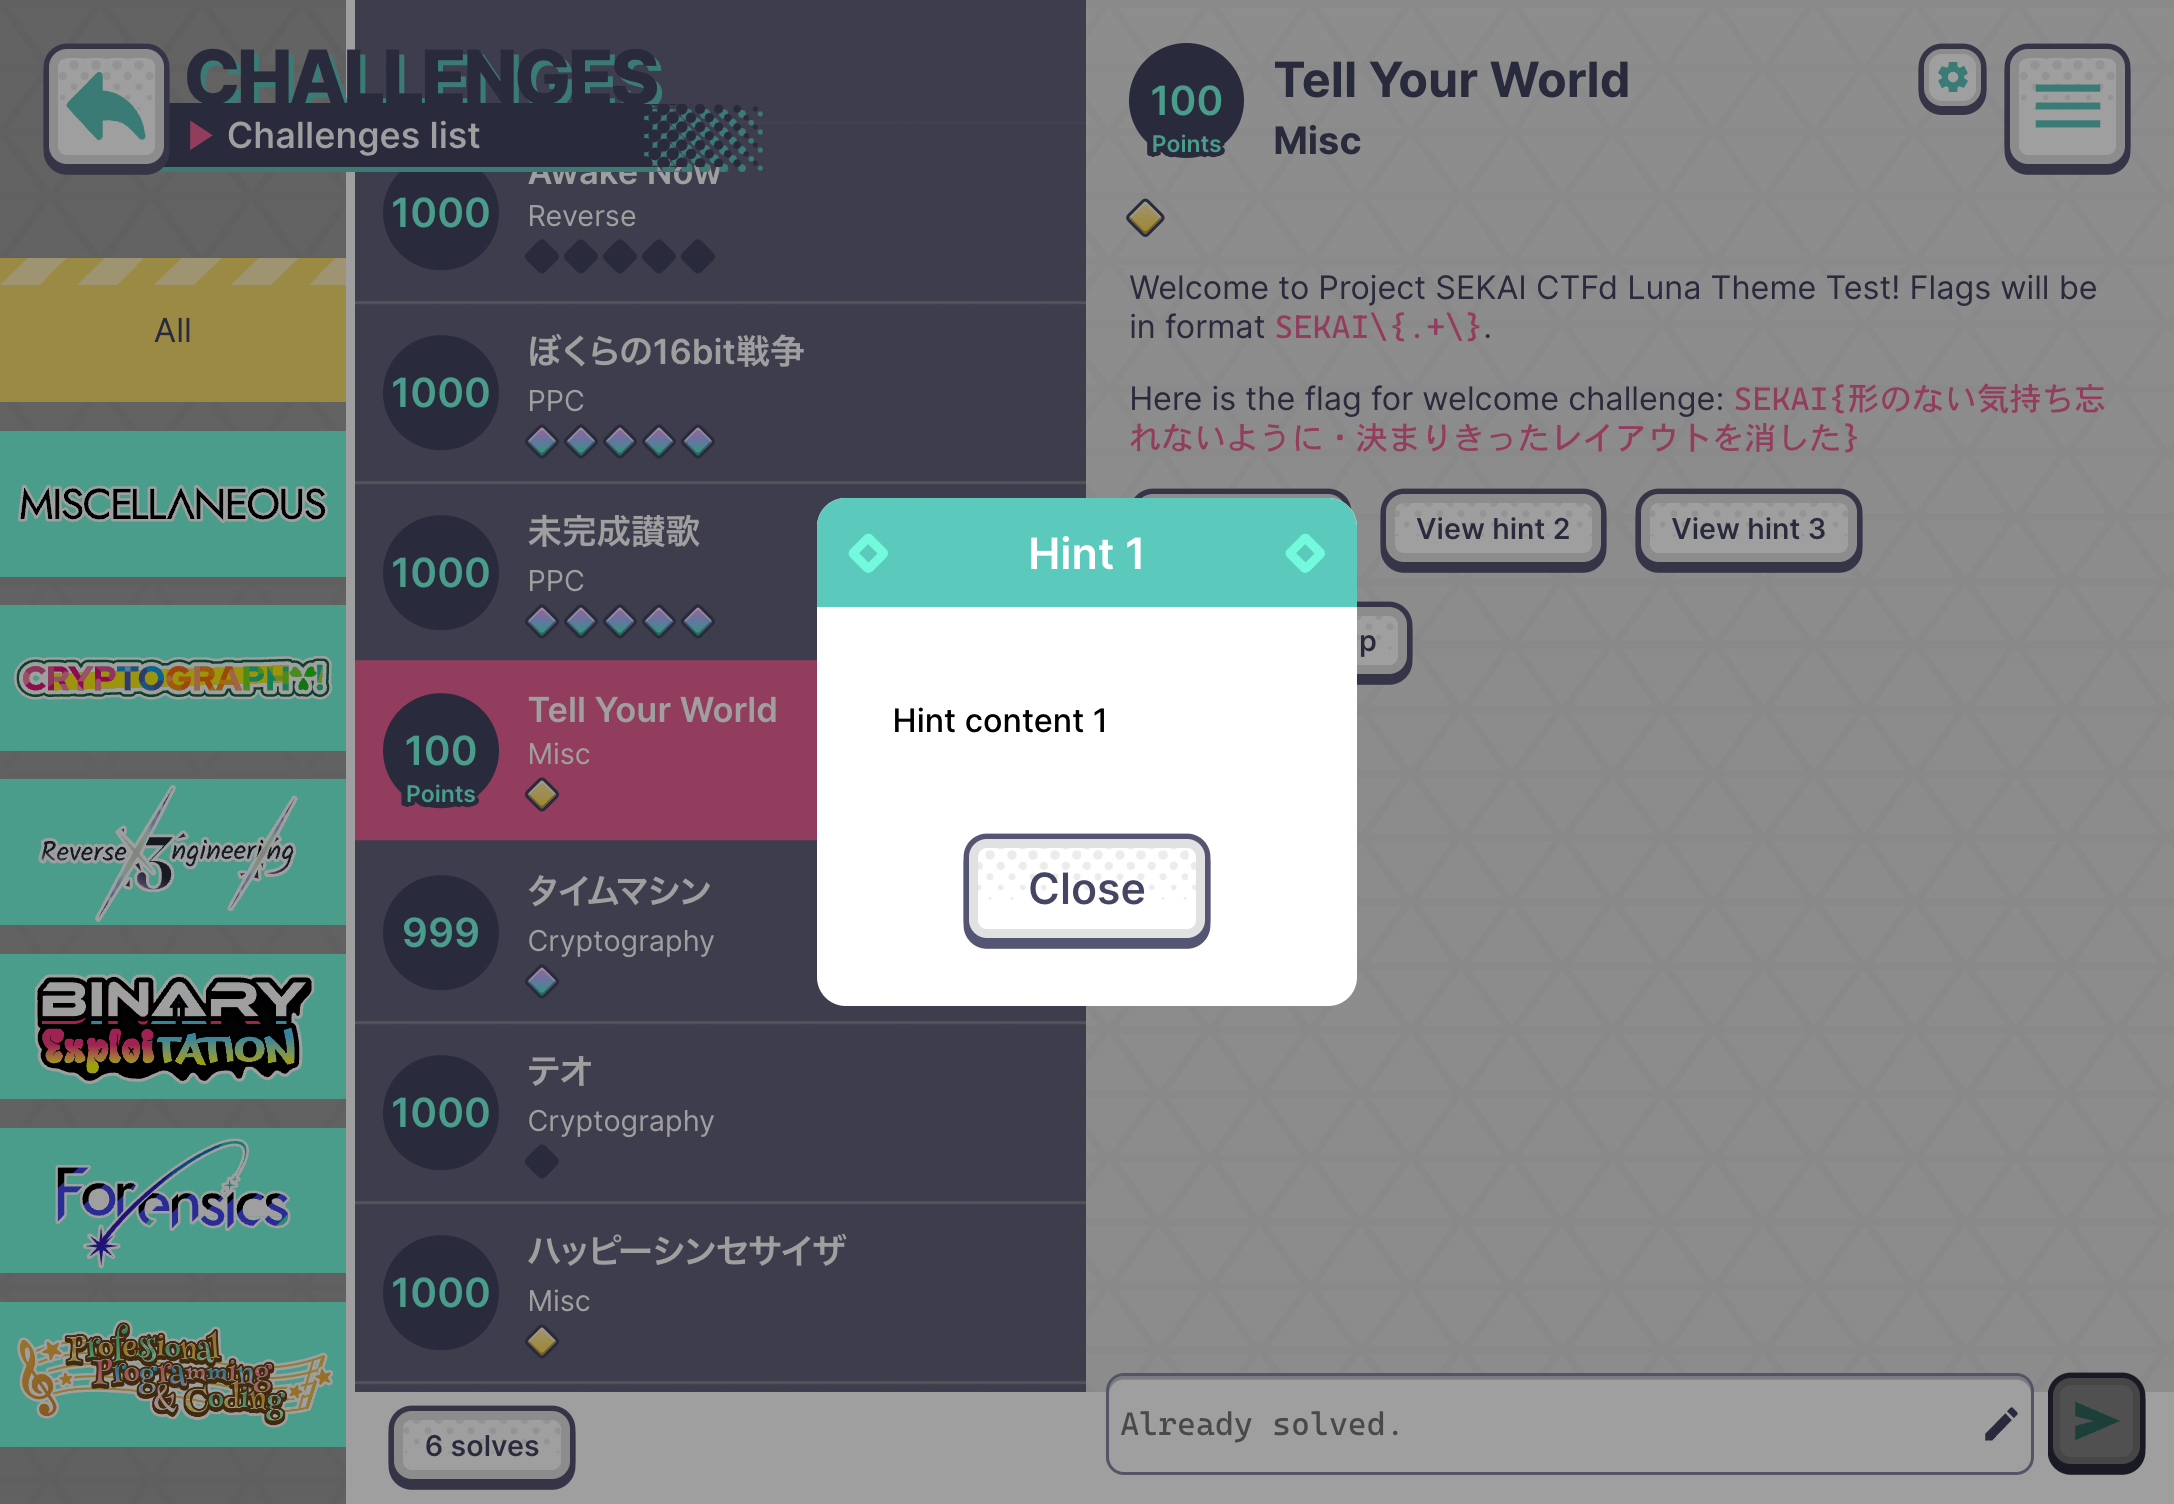 CHALLENGES
Challenges list
All
MISCELLANEOUS
CRYPTOGRAPHY!
Reverse 3ngineering
BINARY
ExploiTATION
Forensics
Professional
Programming
& Coding
Awake Now
1000
Reverse
ぼくらの16bit戦争
1000
PPC
未完成讃歌
1000
PPC
Tell Your World
100
Misc
Points
タイムマシン
999
Cryptography
テオ
1000
Cryptography
ハッピーシンセサイザ
1000
Misc
6 solves
100
Points
Tell Your World
Misc
Welcome to Project SEKAI CTFd Luna Theme Test! Flags will be
in format SEKAI\{.+\}.
Here is the flag for welcome challenge: SEKAI{形のない気持ち忘
れないように・決まりきったレイアウトを消した}
View hint 2
View hint 3
p
Hint 1
Hint content 1
Close
Already solved.